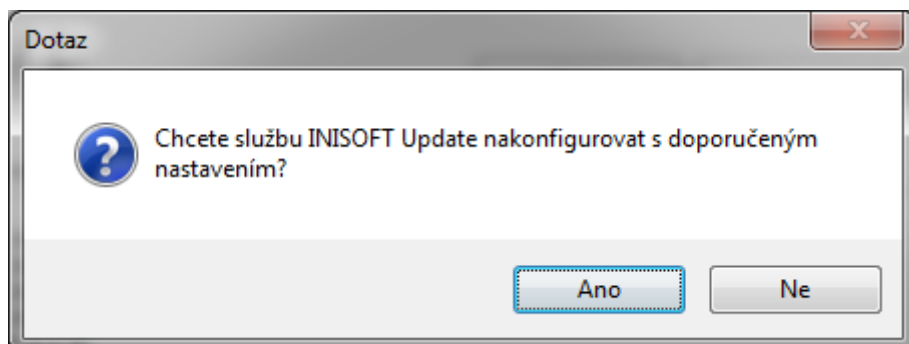 Dotaz
Chcete službu INISOFT Update nakonfigurovat s doporučeným
nastavením?
Ano
Ne